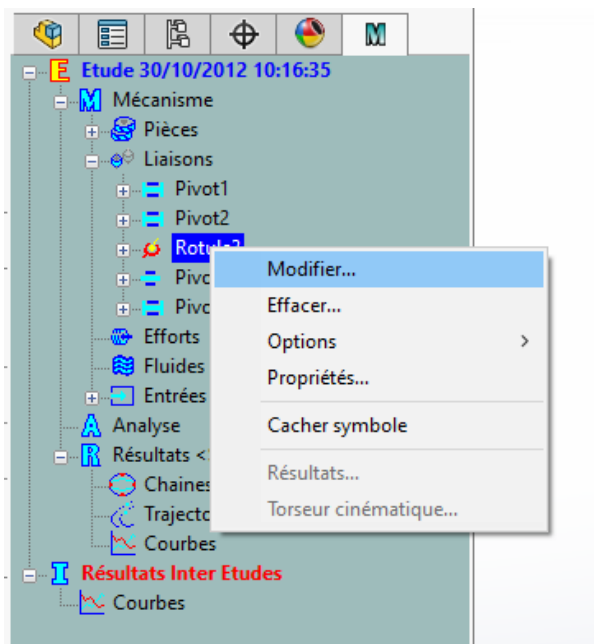 Etude 30/10/2012 10:16:35
Mécanisme
Pièces
Liaisons
Pivot1
Pivot2
Modifier...
Effacer...
Options
Propriétés...
Cacher symbole
Résultats...
Torseur cinématique...
Efforts
Fluides
Entrées
Analyse
Résultats <
Chaines
Courbes
Résultats Inter Etudes
Courbes